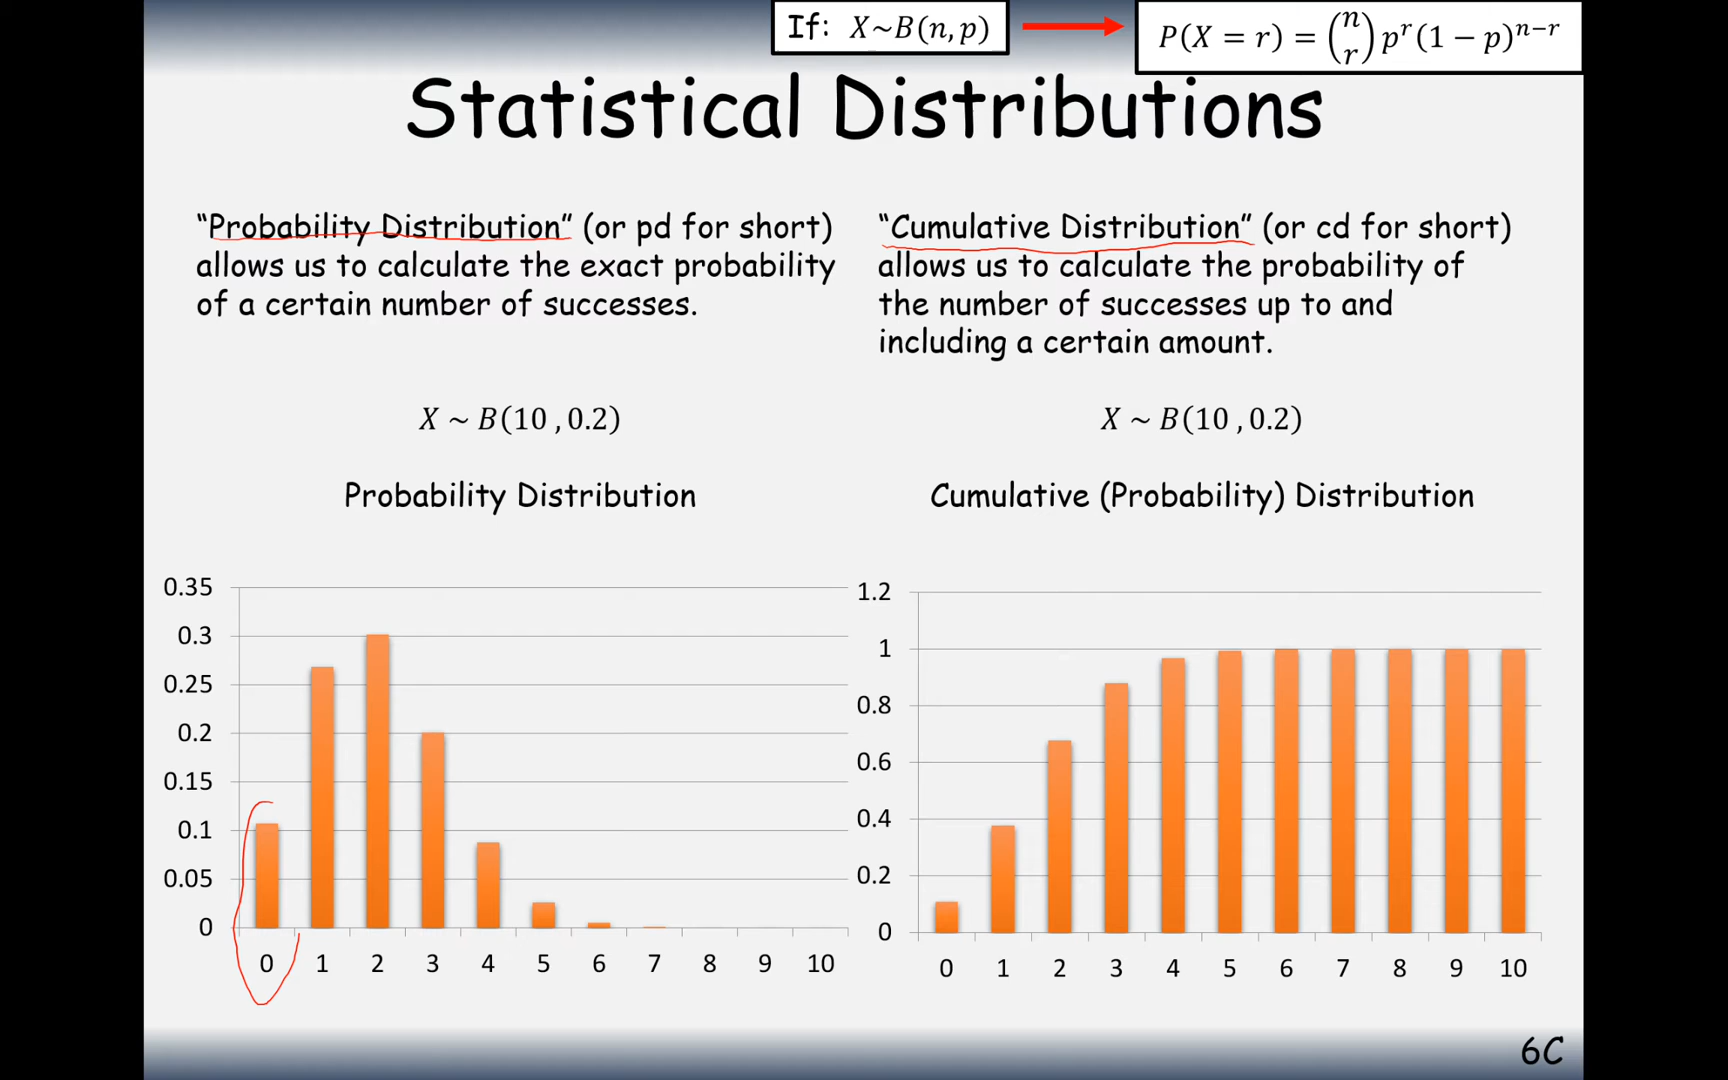 If: X~B(n,p)
P(X = r) = (n r) p^r (1 − p)^{n−r}
Statistical Distributions
“Probability Distribution” (or pd for short)
allows us to calculate the exact probability
of a certain number of successes.
“Cumulative Distribution” (or cd for short)
allows us to calculate the probability of
the number of successes up to and
including a certain amount.
X ~ B(10 , 0.2)
X ~ B(10 , 0.2)
Probability Distribution
0.35
0.3
0.25
0.2
0.15
0.1
0.05
0
0 1 2 3 4 5 6 7 8 9 10
Cumulative (Probability) Distribution
1.2
1
0.8
0.6
0.4
0.2
0
0 1 2 3 4 5 6 7 8 9 10
6C